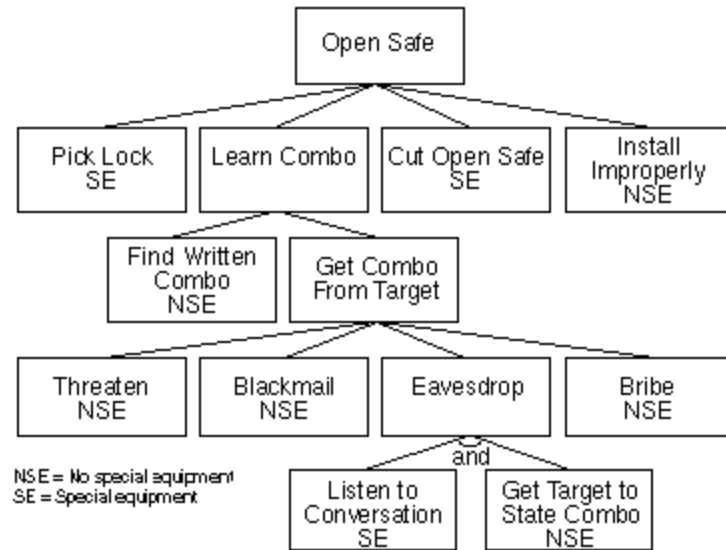 Open Safe
Pick Lock
SE
Learn Combo
Cut Open Safe
SE
Install
Improperly
NSE
Find Written
Combo
NSE
Get Combo
From Target
Threaten
NSE
Blackmail
NSE
Eavesdrop
Bribe
NSE
and
NSE = No special equipment
SE = Special equipment
Listen to
Conversation
SE
Get Target to
State Combo
NSE